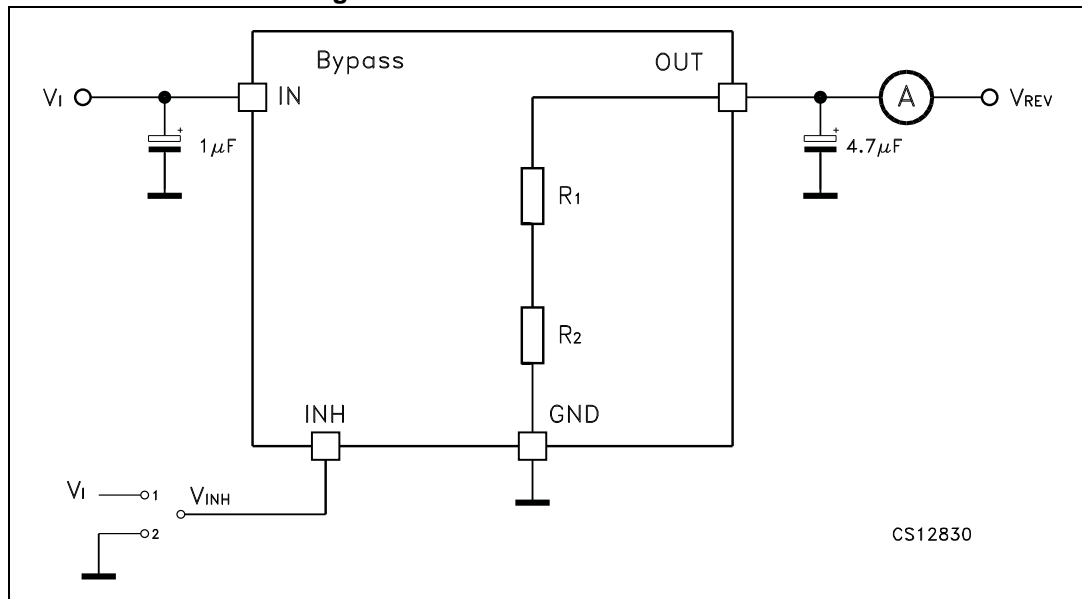 g
Bypass
OUT
VI
IN
A
VREV
+
1μF
+
4.7μF
R1
R2
INH
GND
VI
1
VINH
2
CS12830